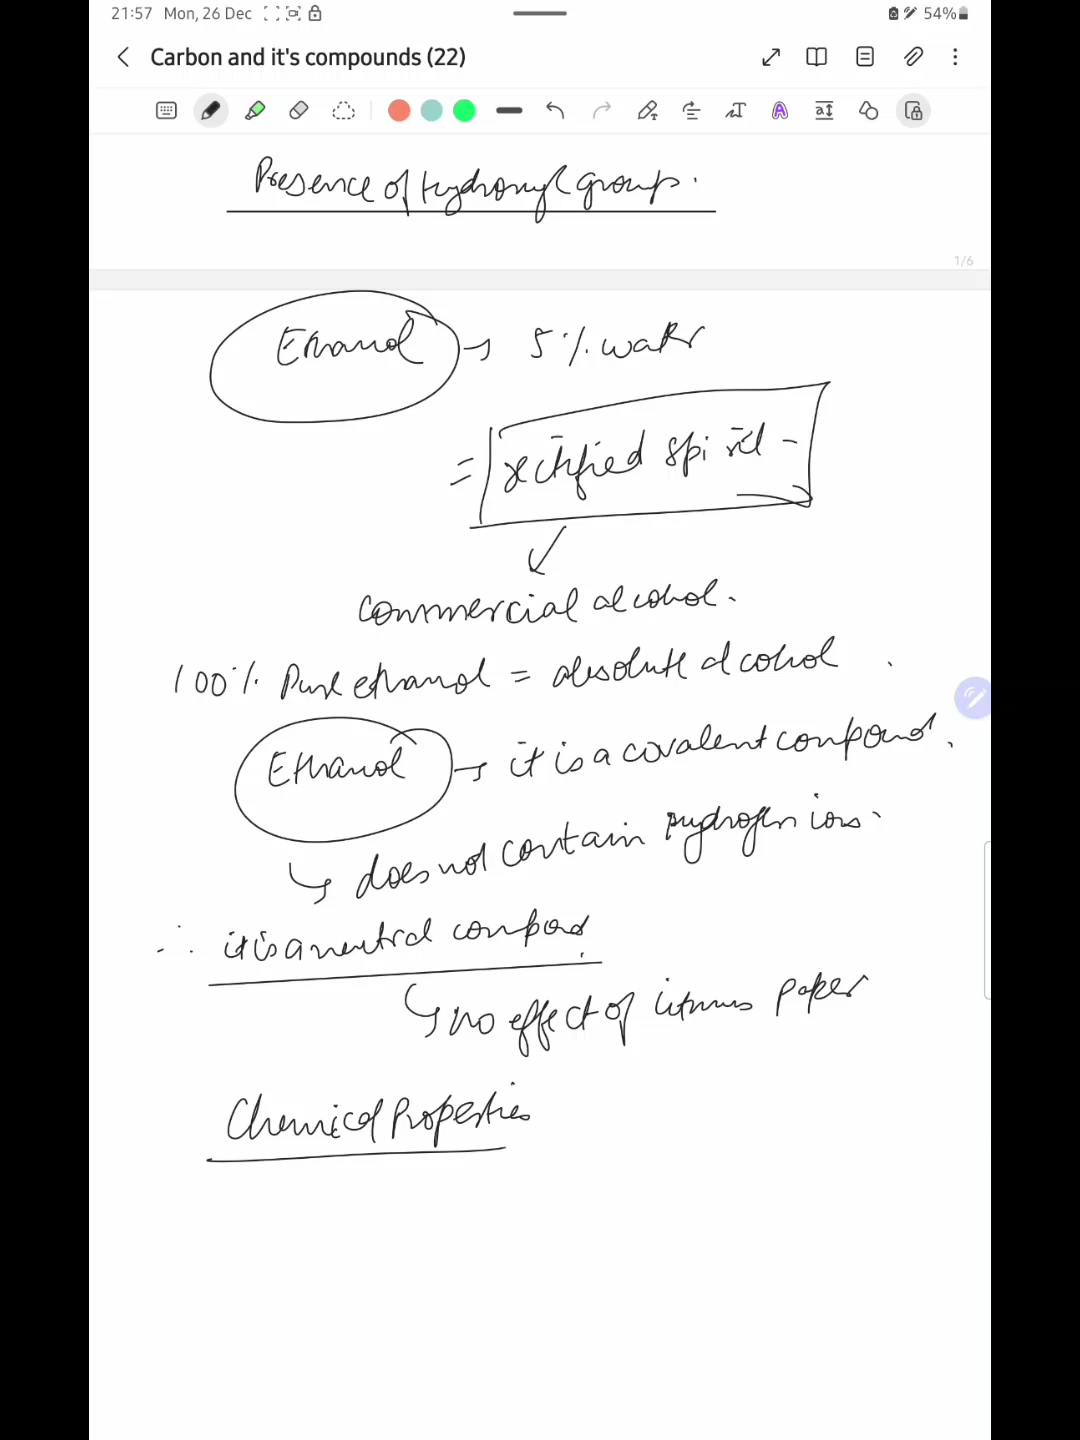 21:57 Mon, 26 Dec 54%
Carbon and it's compounds (22)
Presence of Hydroxyl group.
1/6
Ethanol → 5% water
= rectified spirit -
commercial alcohol.
100% Pure ethanol = absolute alcohol.
Ethanol → it is a covalent compound.
↳ does not contain hydrogen ions.
∴ it is a neutral compound
↳ no effect of litmus paper
Chemical Properties